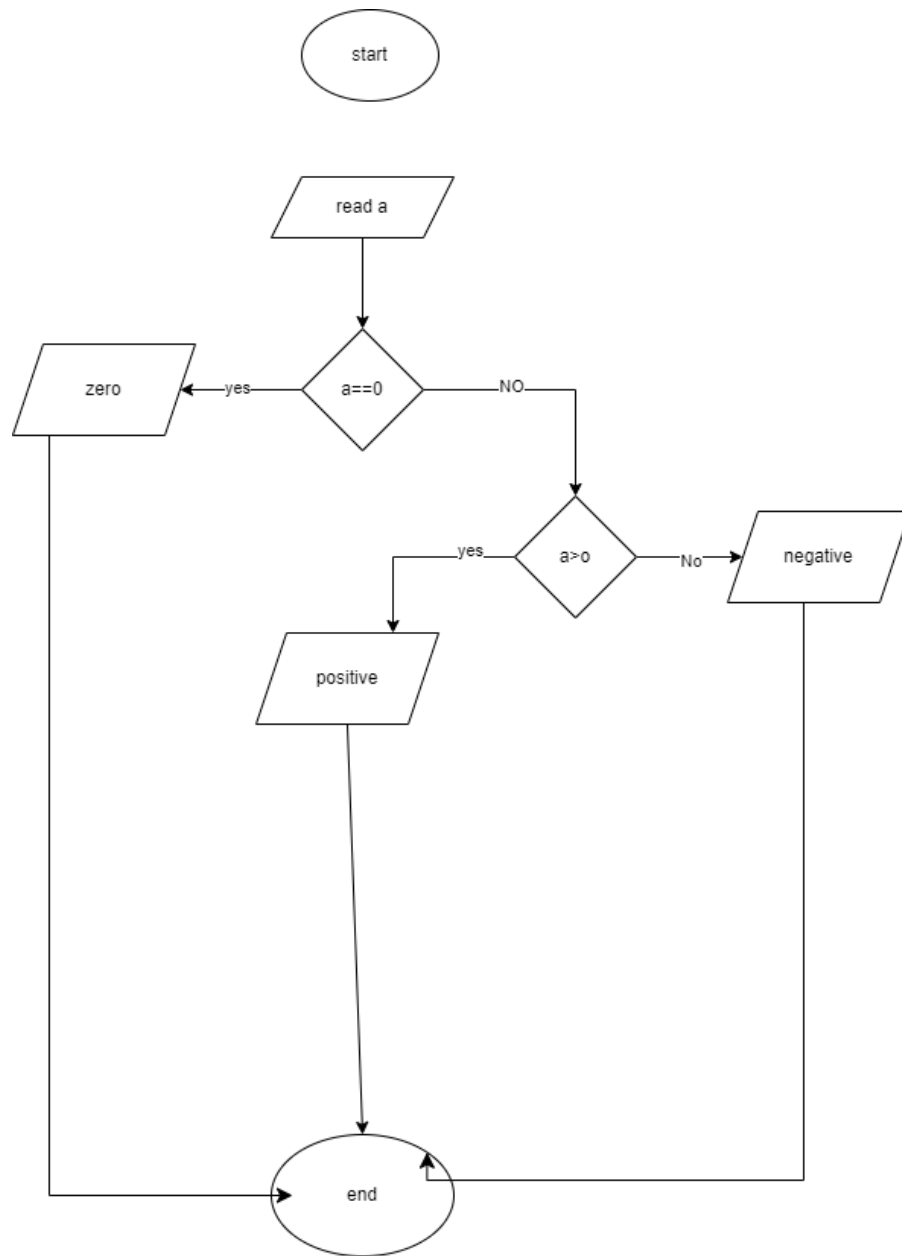 start
read a
zero
yes
a==0
NO
yes
a>o
No
negative
positive
end